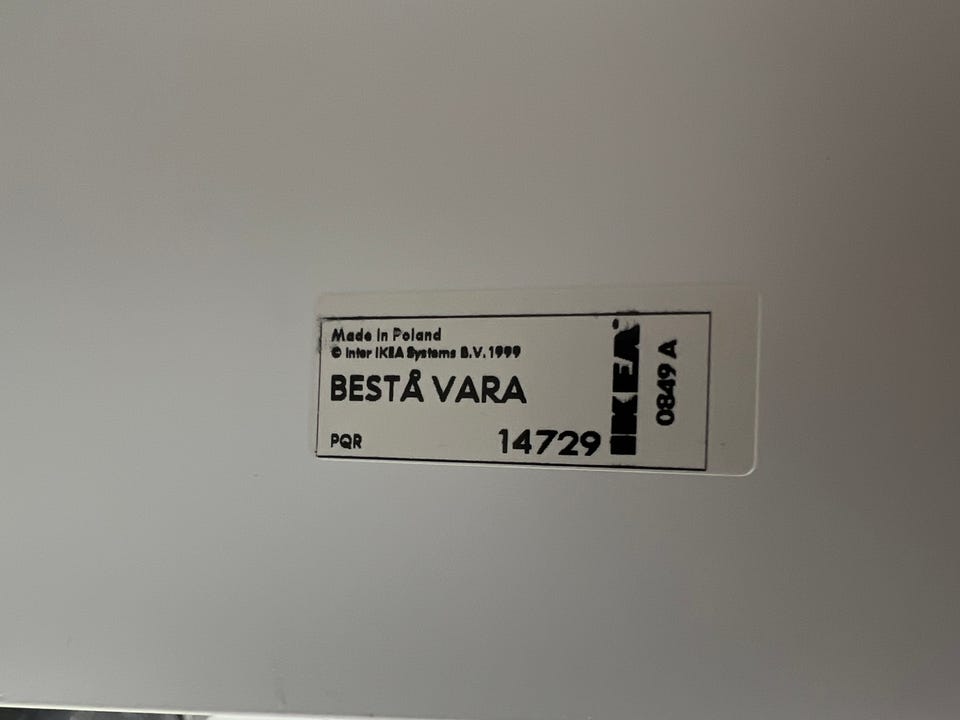 Made in Poland
© Inter IKEA Systems B.V. 1999
BESTÅ VARA
PQR 14729
IKEA
0849 A